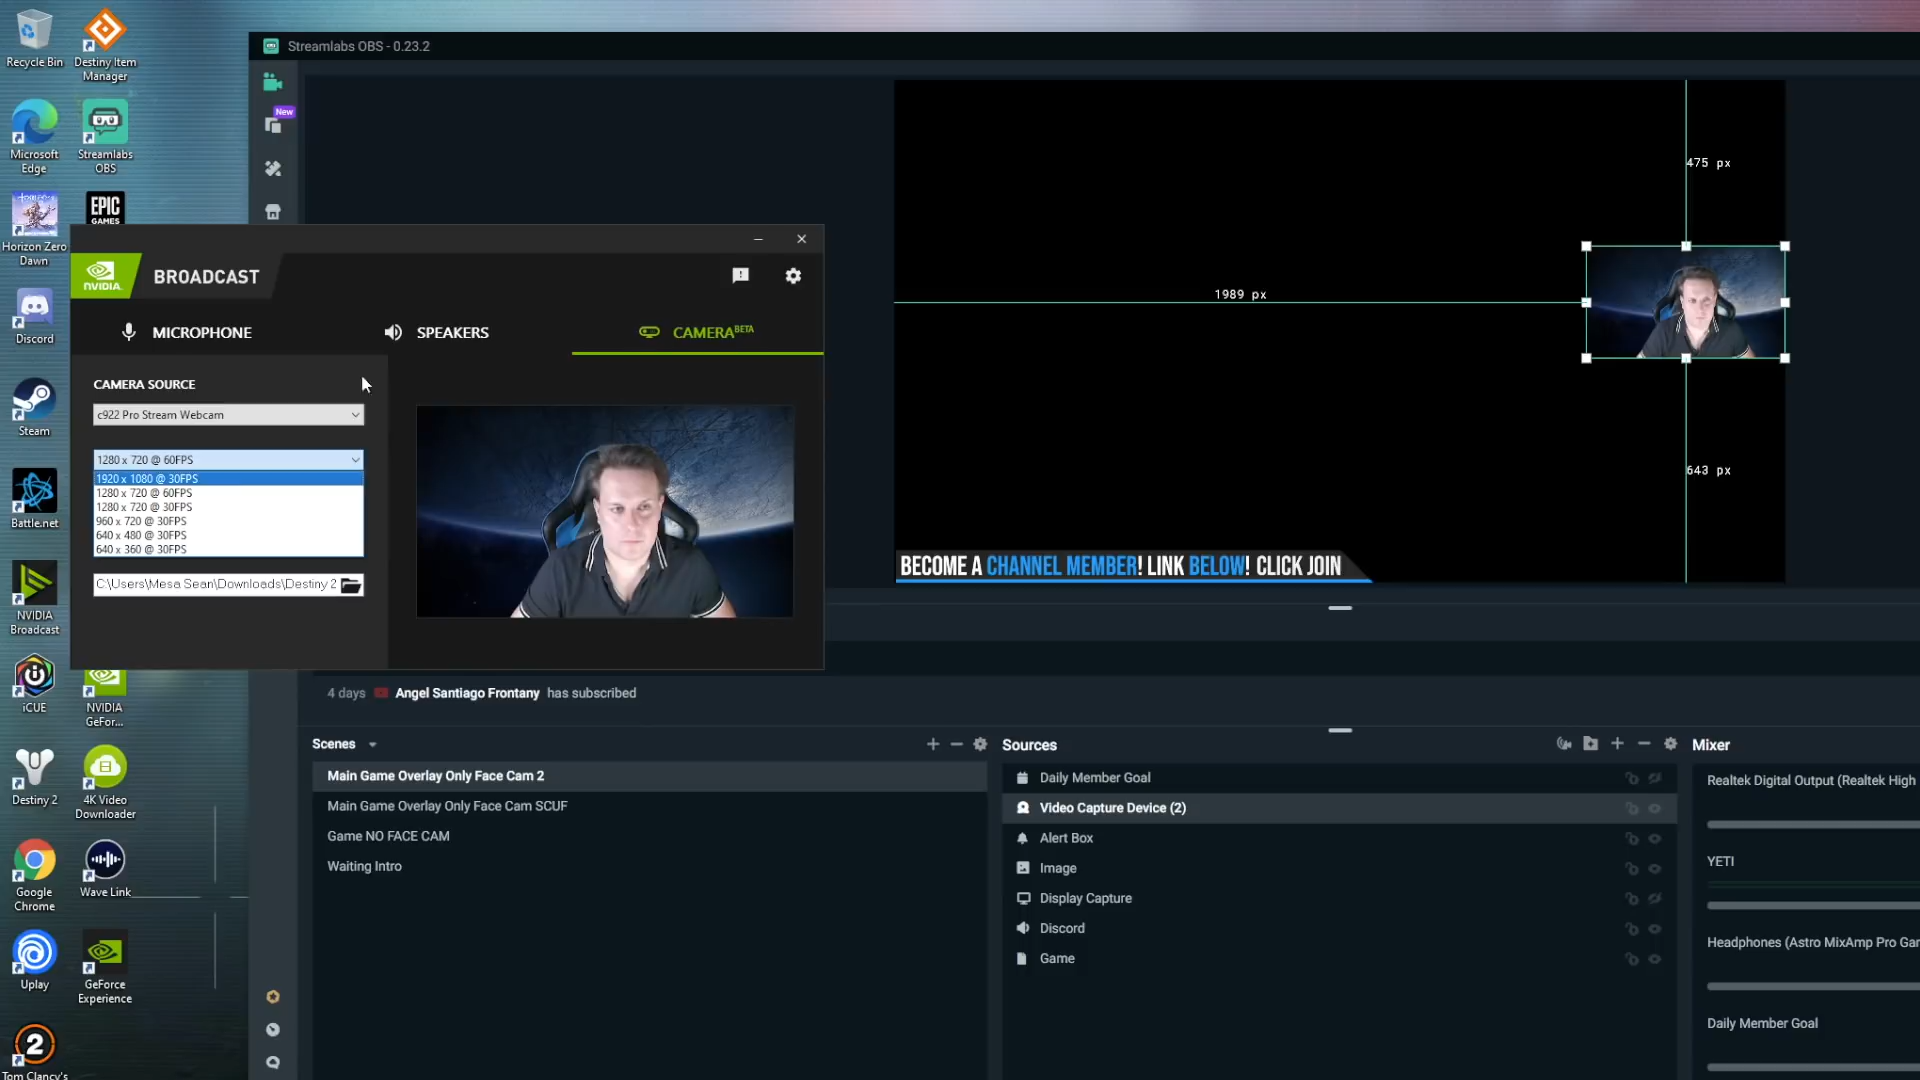 Recycle Bin
Destiny Item
Manager
Microsoft
Edge
Streamlabs
OBS
Horizon Zero
Dawn
EPIC
GAMES
Discord
Steam
Battle.net
NVIDIA
Broadcast
iCUE
NVIDIA
GeFor...
Destiny 2
4K Video
Downloader
Google
Chrome
Wave Link
Uplay
GeForce
Experience
2
Tom Clancy's
Streamlabs OBS - 0.23.2
New
475 px
1989 px
643 px
BECOME A CHANNEL MEMBER! LINK BELOW! CLICK JOIN
NVIDIA.
BROADCAST
MICROPHONE
SPEAKERS
CAMERA BETA
CAMERA SOURCE
c922 Pro Stream Webcam
1280 x 720 @ 60FPS
1920 x 1080 @ 30FPS
1280 x 720 @ 60FPS
1280 x 720 @ 30FPS
960 x 720 @ 30FPS
640 x 480 @ 30FPS
640 x 360 @ 30FPS
C:\Users\Mesa Sean\Downloads\Destiny 2
4 days Angel Santiago Frontany has subscribed
Scenes
Main Game Overlay Only Face Cam 2
Main Game Overlay Only Face Cam SCUF
Game NO FACE CAM
Waiting Intro
Sources
Daily Member Goal
Video Capture Device (2)
Alert Box
Image
Display Capture
Discord
Game
Mixer
Realtek Digital Output (Realtek High
YETI
Headphones (Astro MixAmp Pro Gar
Daily Member Goal